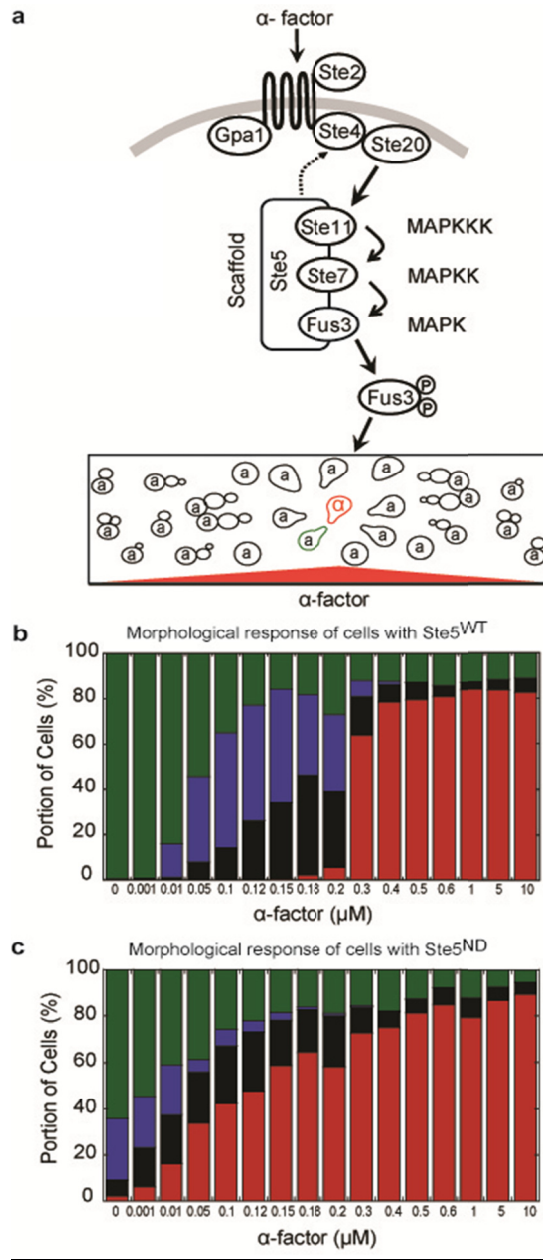 a
α- factor
Ste2
Gpa1
Ste4
Ste20
Scaffold
Ste5
Ste11
MAPKKK
Ste7
MAPKK
Fus3
MAPK
Fus3
P
P
a a a a a a a a a a a a a α a a a a a a a a a a a a a
α-factor
b
Morphological response of cells with Ste5WT
Portion of Cells (%)
100
80
60
40
20
0
0 0.001 0.01 0.05 0.1 0.12 0.15 0.18 0.2 0.3 0.4 0.5 0.6 1 5 10
α-factor (µM)
c
Morphological response of cells with Ste5ND
Portion of Cells (%)
100
80
60
40
20
0
0 0.001 0.01 0.05 0.1 0.12 0.15 0.18 0.2 0.3 0.4 0.5 0.6 1 5 10
α-factor (µM)